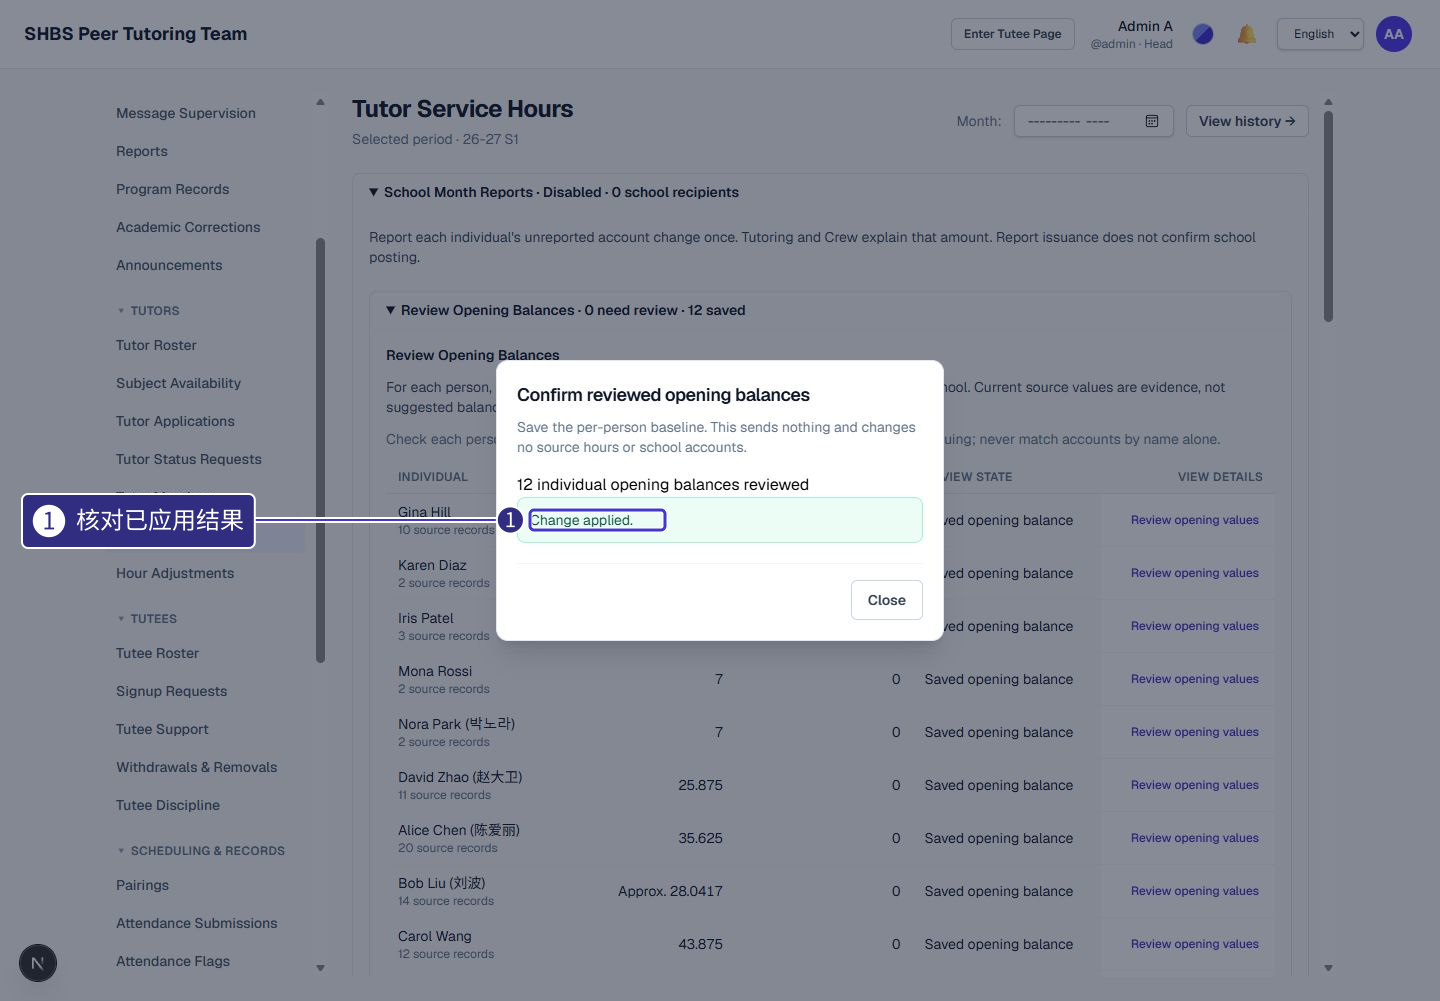 SHBS Peer Tutoring Team
Enter Tutee Page
Admin A
@admin · Head
English
AA
Message Supervision
Reports
Program Records
Academic Corrections
Announcements
TUTORS
Tutor Roster
Subject Availability
Tutor Applications
Tutor Status Requests
1 核对已应用结果
Hour Adjustments
TUTEES
Tutee Roster
Signup Requests
Tutee Support
Withdrawals & Removals
Tutee Discipline
SCHEDULING & RECORDS
Pairings
Attendance Submissions
Attendance Flags
N
Tutor Service Hours
Selected period · 26-27 S1
Month:
--------- ----
View history →
School Month Reports · Disabled · 0 school recipients
Report each individual's unreported account change once. Tutoring and Crew explain that amount. Report issuance does not confirm school
posting.
Review Opening Balances · 0 need review · 12 saved
Review Opening Balances
For each person,
hool. Current source values are evidence, not
suggested balanc
Check each perso
uing; never match accounts by name alone.
INDIVIDUAL
VIEW STATE
VIEW DETAILS
Gina Hill
10 source records
ved opening balance
Review opening values
Karen Diaz
2 source records
ved opening balance
Review opening values
Iris Patel
3 source records
ved opening balance
Review opening values
Mona Rossi
2 source records
7
0
Saved opening balance
Review opening values
Nora Park (박노라)
2 source records
7
0
Saved opening balance
Review opening values
David Zhao (赵大卫)
11 source records
25.875
0
Saved opening balance
Review opening values
Alice Chen (陈爱丽)
20 source records
35.625
0
Saved opening balance
Review opening values
Bob Liu (刘波)
14 source records
Approx. 28.0417
0
Saved opening balance
Review opening values
Carol Wang
12 source records
43.875
0
Saved opening balance
Review opening values
Confirm reviewed opening balances
Save the per-person baseline. This sends nothing and changes
no source hours or school accounts.
12 individual opening balances reviewed
1
Change applied.
Close